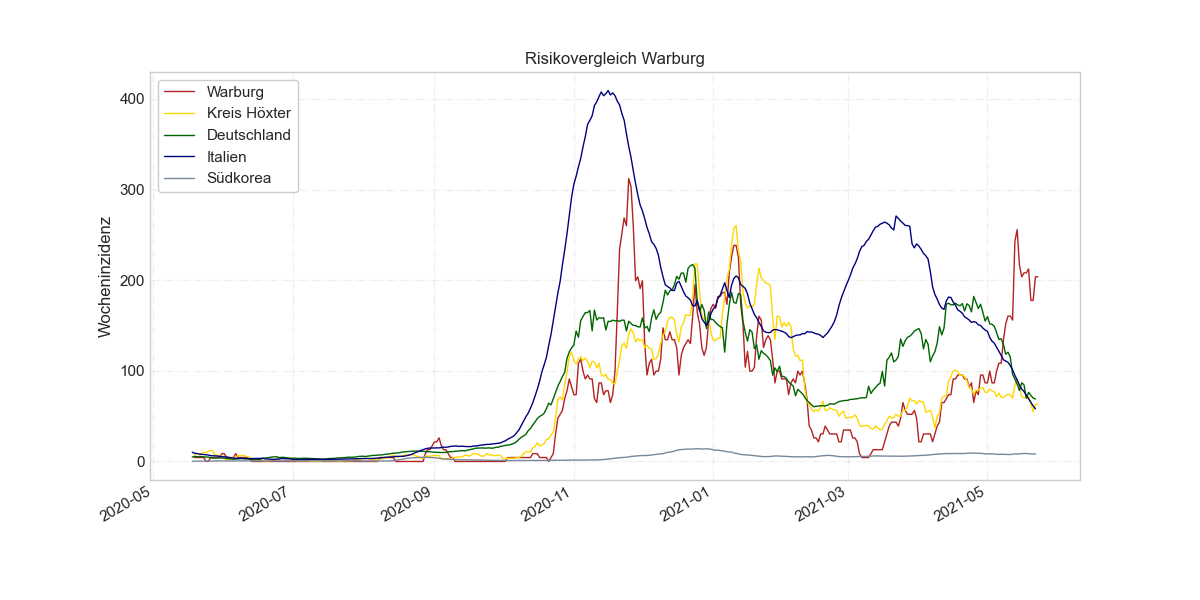 Risikovergleich Warburg
Warburg
Kreis Höxter
Deutschland
Italien
Südkorea
Wocheninzidenz
400
300
200
100
0
2020-05
2020-07
2020-09
2020-11
2021-01
2021-03
2021-05